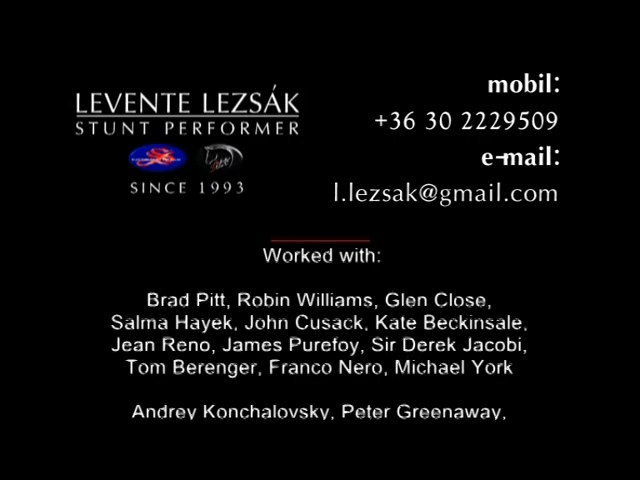 LEVENTE LEZSÁK
STUNT PERFORMER
SINCE 1993
mobil:
+36 30 2229509
e-mail:
l.lezsak@gmail.com
Worked with:
Brad Pitt, Robin Williams, Glen Close,
Salma Hayek, John Cusack, Kate Beckinsale,
Jean Reno, James Purefoy, Sir Derek Jacobi,
Tom Berenger, Franco Nero, Michael York
Andrey Konchalovsky, Peter Greenaway,